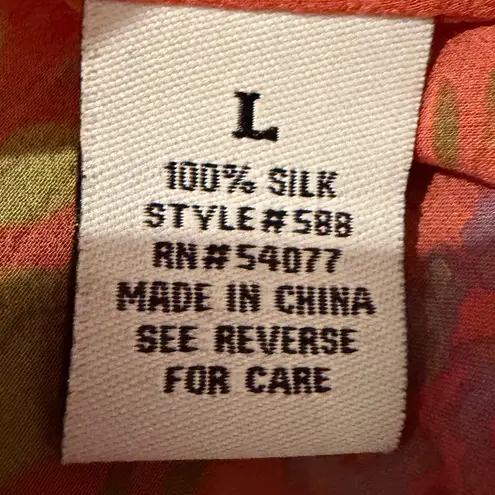 L
100% SILK
STYLE#588
RN#54077
MADE IN CHINA
SEE REVERSE
FOR CARE